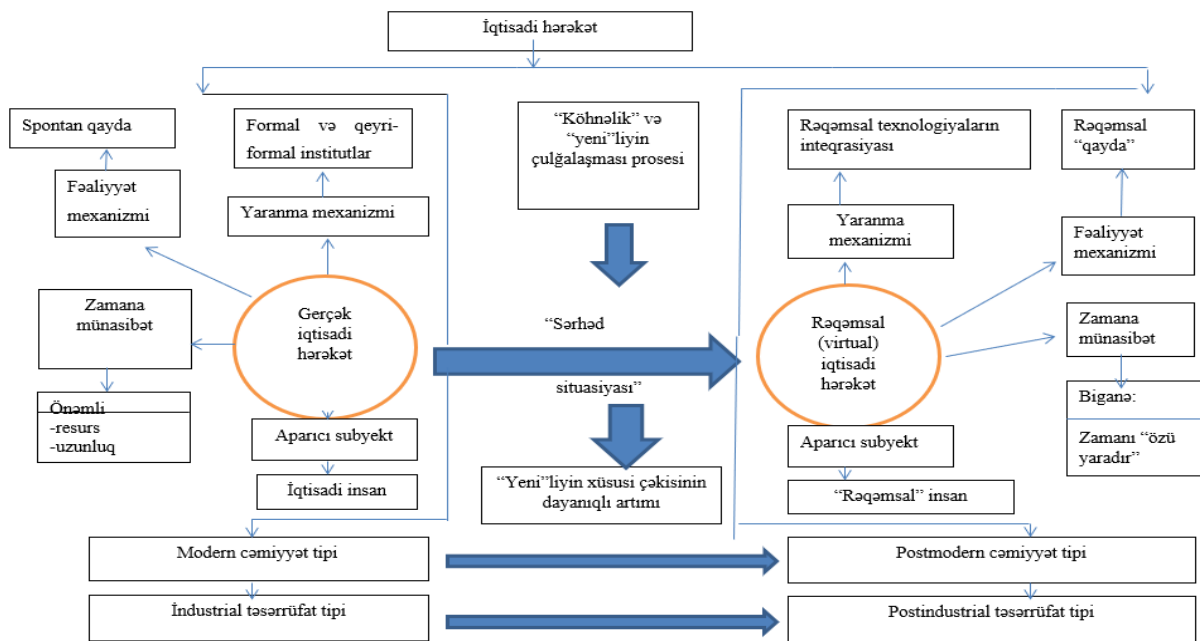 İqtisadi hərəkət
Spontan qayda
Fəaliyyət
mexanizmi
Formal və qeyri-
formal institutlar
Yaranma mexanizmi
Zamana
münasibət
Gerçək
iqtisadi
hərəkət
Önəmli
-resurs
-uzunluq
Aparıcı subyekt
İqtisadi insan
Modern cəmiyyət tipi
İndustrial təsərrüfat tipi
“Köhnəlik” və
“yeni”liyin
çulğalaşması prosesi
“Sərhəd
situasiyası”
“Yeni”liyin xüsusi çəkisinin
dayanıqlı artımı
Rəqəmsal texnologiyaların
inteqrasiyası
Yaranma
mexanizmi
Rəqəmsal
“qayda”
Fəaliyyət
mexanizmi
Rəqəmsal
(virtual)
iqtisadi
hərəkət
Zamana
münasibət
Biganə:
Zamanı “özü
yaradır”
Aparıcı subyekt
“Rəqəmsal” insan
Postmodern cəmiyyət tipi
Postindustrial təsərrüfat tipi